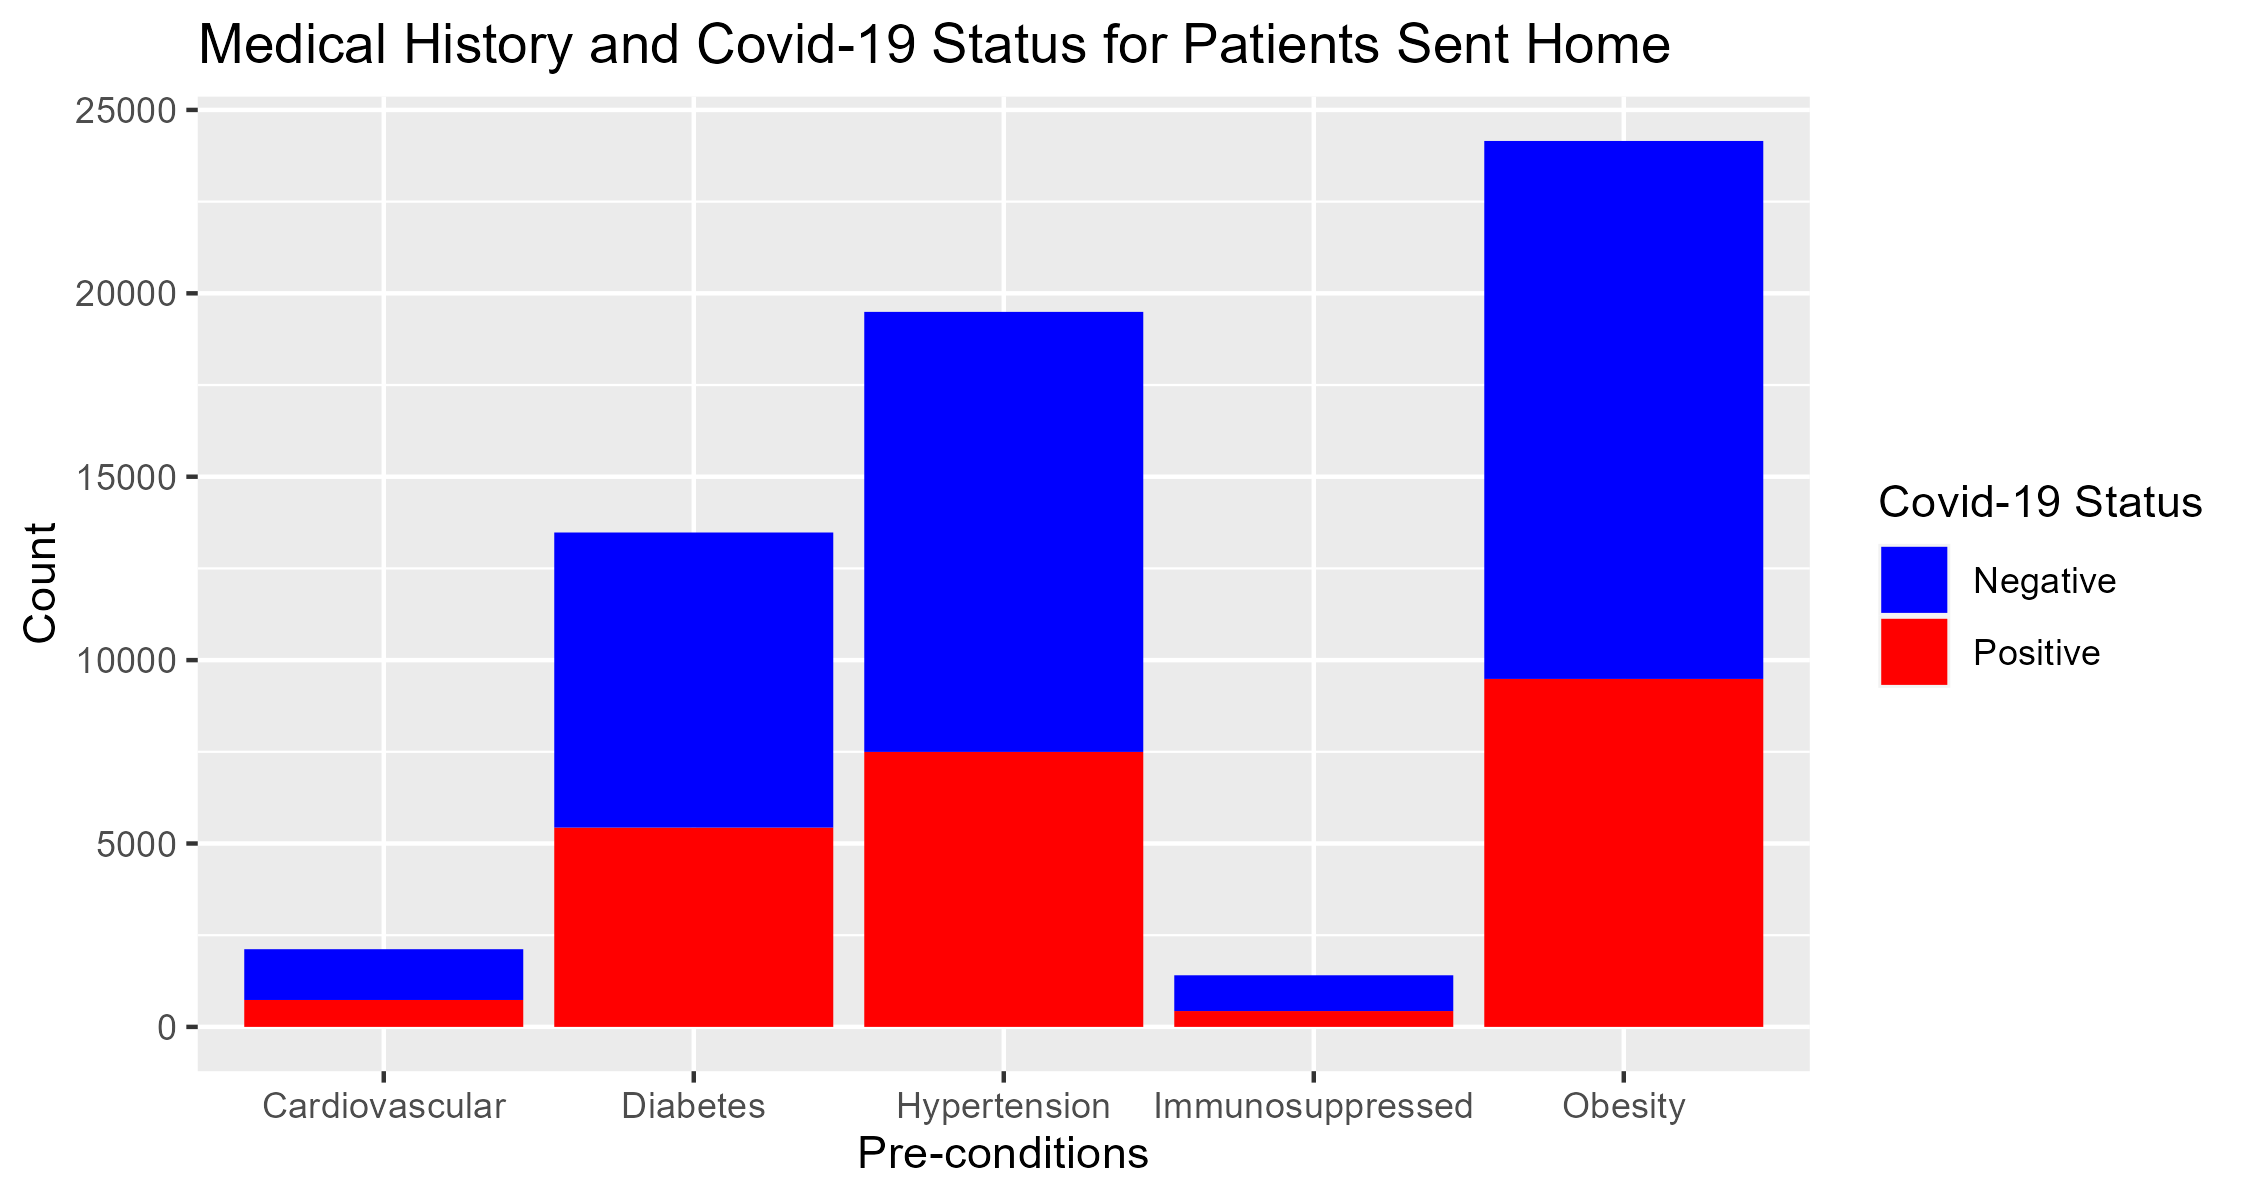 Medical History and Covid-19 Status for Patients Sent Home
25000
20000
15000
10000
5000
0
Count
Cardiovascular Diabetes Hypertension Immunosuppressed Obesity
Pre-conditions
Covid-19 Status
Negative
Positive